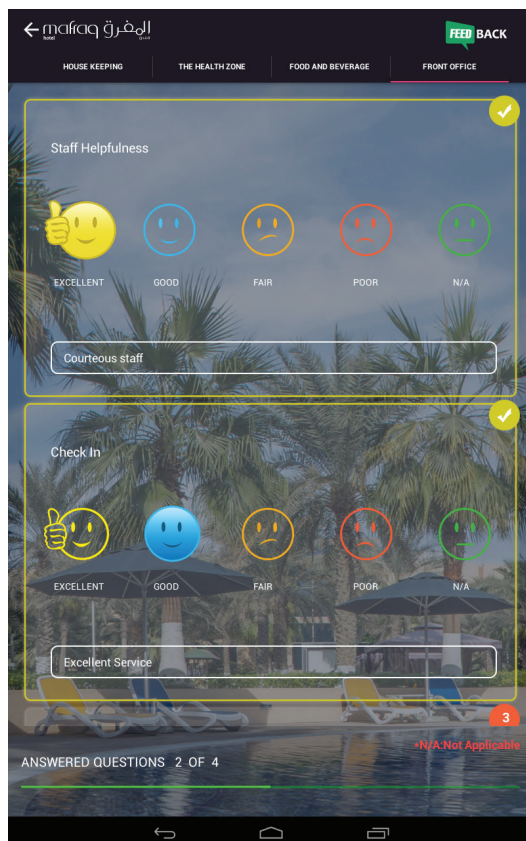 mafraq المفرق
hotel فندق
FEED BACK
HOUSE KEEPING THE HEALTH ZONE FOOD AND BEVERAGE FRONT OFFICE
Staff Helpfulness
EXCELLENT GOOD FAIR POOR N/A
Courteous staff
Check In
EXCELLENT GOOD FAIR POOR N/A
Excellent Service
3
*N/A:Not Applicable
ANSWERED QUESTIONS 2 OF 4